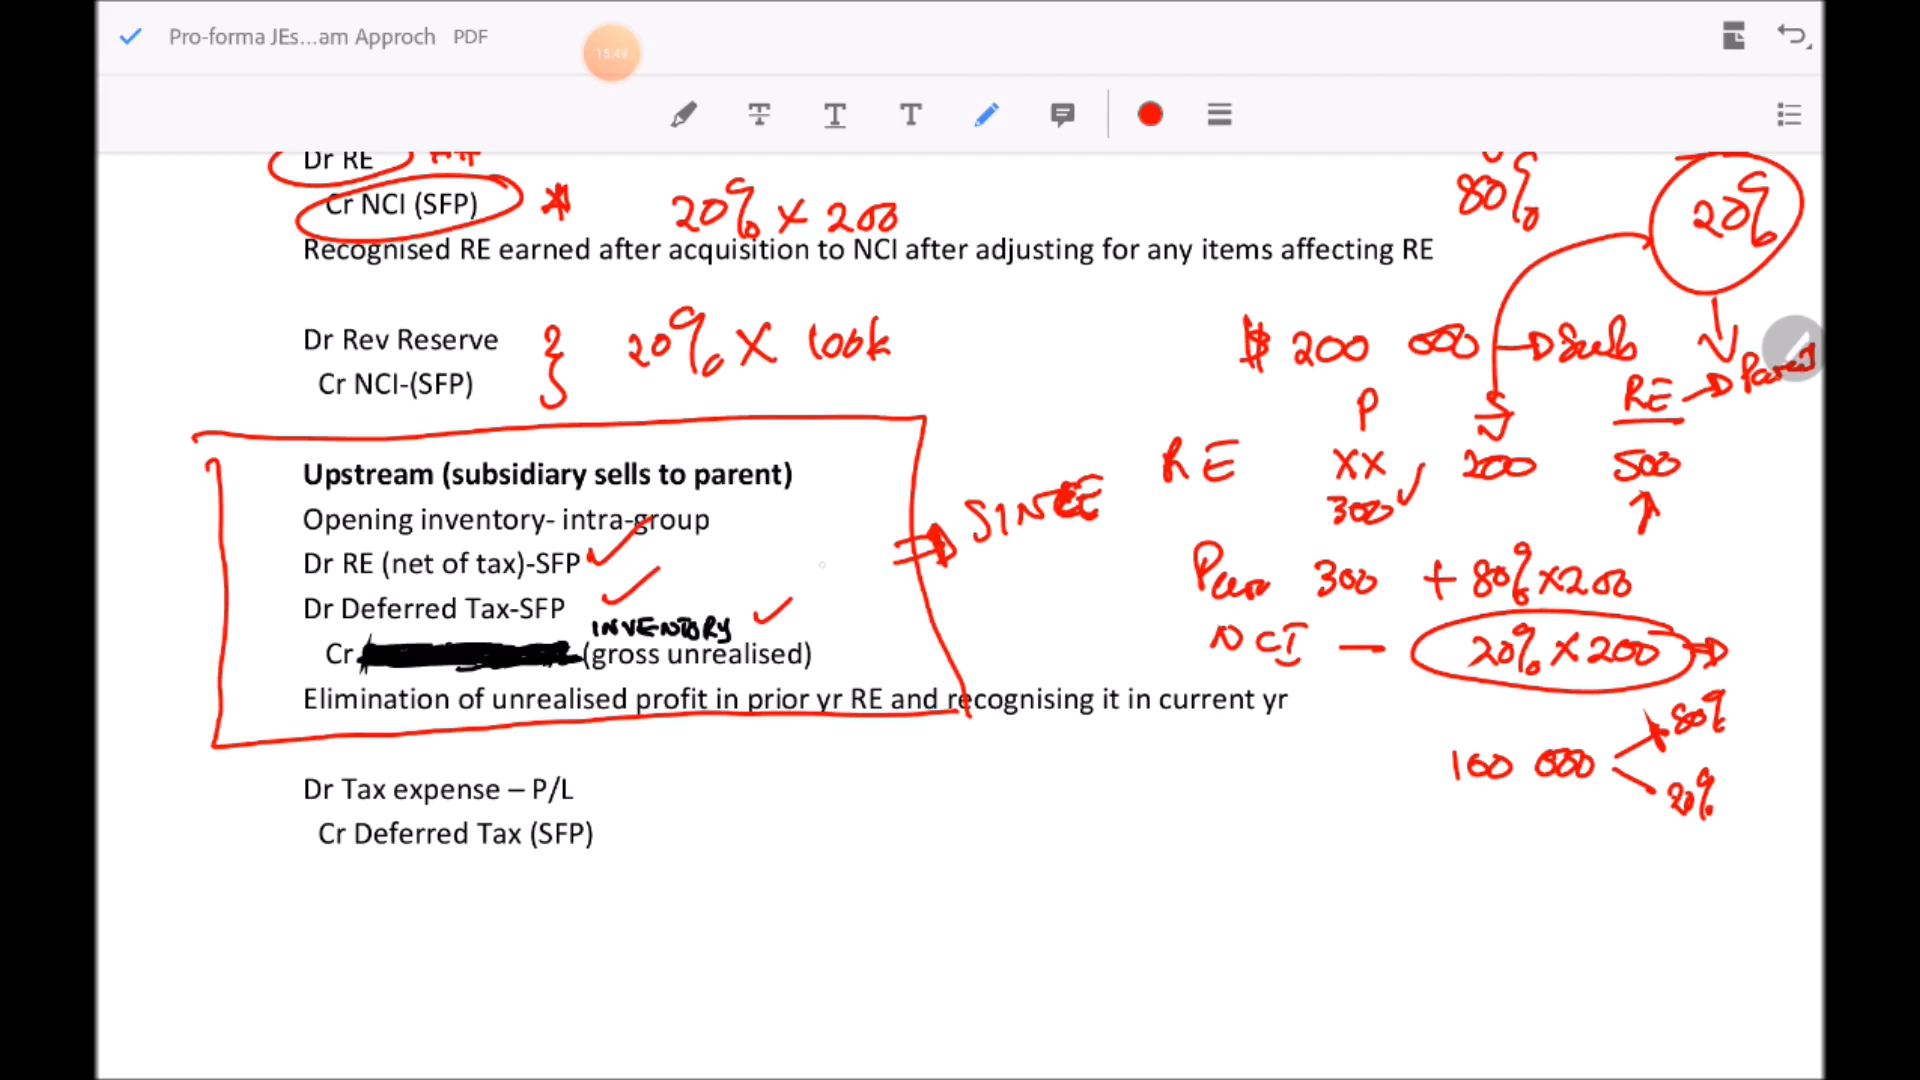 Pro-forma JEs...am Approch PDF
15:49
Dr RE
Cr NCI (SFP) 20% x 200
80%
20%
Recognised RE earned after acquisition to NCI after adjusting for any items affecting RE
Dr Rev Reserve
Cr NCI-(SFP)
20% x 100k
$ 200 000 Sub
Parent
P S RE
RE XX 200 500
300
Upstream (subsidiary sells to parent)
Opening inventory- intra-group
SINCE
Dr RE (net of tax)-SFP
300 + 80% x 200
Dr Deferred Tax-SFP
INVENTORY
Cr (gross unrealised)
NCI - 20% x 200
Elimination of unrealised profit in prior yr RE and recognising it in current yr
80%
100 000
20%
Dr Tax expense – P/L
Cr Deferred Tax (SFP)